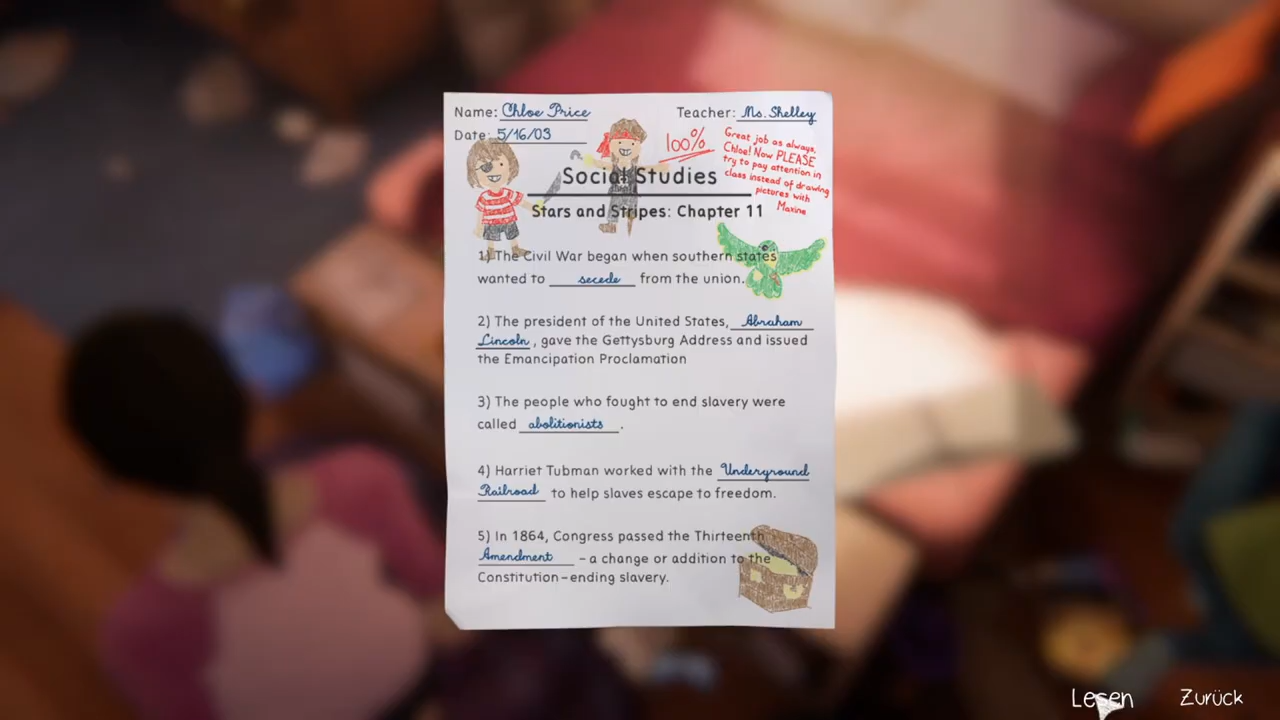 Name: Chloe Price
Teacher: Ms. Shelley
Date: 5/16/03
100%
Great job as always,
Chloe! Now PLEASE
try to pay attention in
class instead of drawing
pictures with
Maxine
Social Studies
Stars and Stripes: Chapter 11
1) The Civil War began when southern states
wanted to secede from the union.
2) The president of the United States, Abraham
Lincoln, gave the Gettysburg Address and issued
the Emancipation Proclamation
3) The people who fought to end slavery were
called abolitionists.
4) Harriet Tubman worked with the Underground
Railroad to help slaves escape to freedom.
5) In 1864, Congress passed the Thirteenth
Amendment – a change or addition to the
Constitution – ending slavery.
Lesen
Zurück